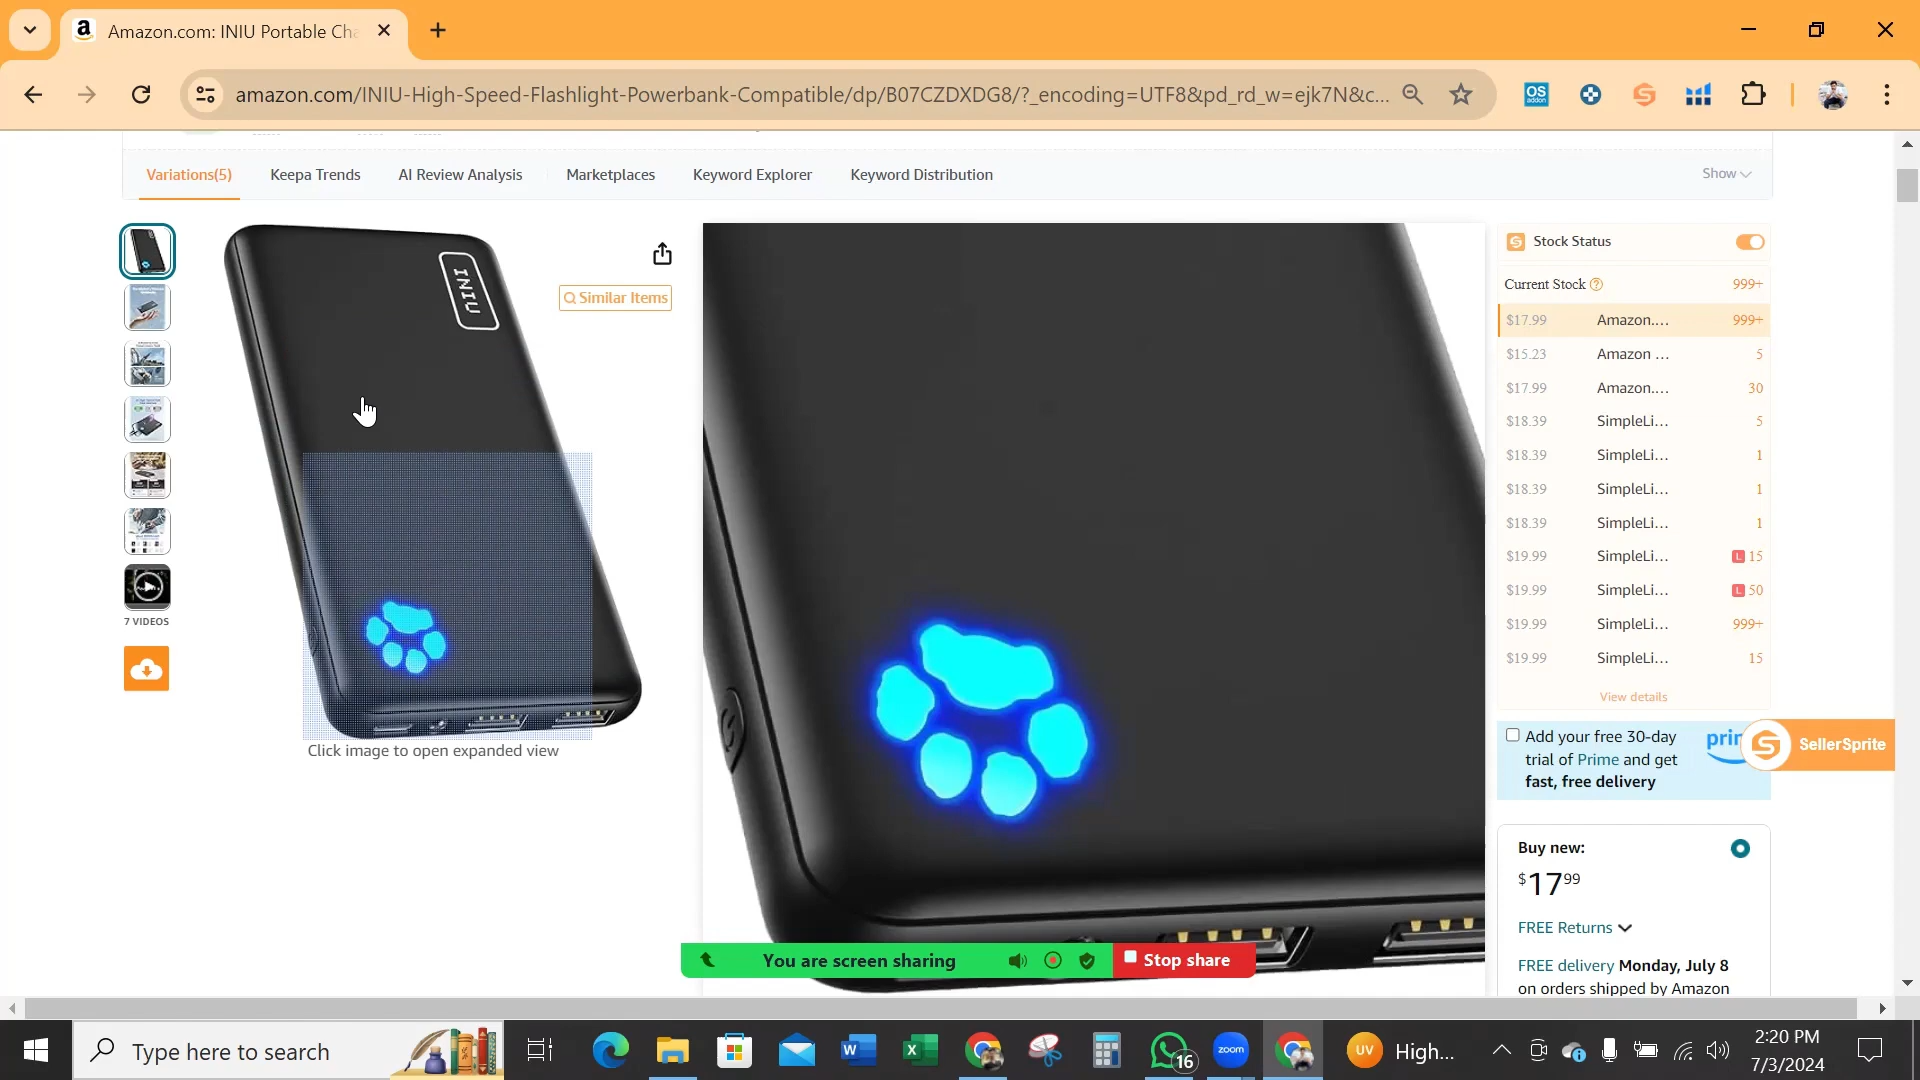 Amazon.com: INIU Portable Cha
amazon.com/INIU-High-Speed-Flashlight-Powerbank-Compatible/dp/B07CZDXDG8/?_encoding=UTF8&pd_rd_w=ejk7N&c...
Variations(5) Keepa Trends AI Review Analysis Marketplaces Keyword Explorer Keyword Distribution Show
INIU
Similar Items
Click image to open expanded view
7 VIDEOS
Stock Status
Current Stock 999+
$17.99 Amazon.... 999+
$15.23 Amazon ... 5
$17.99 Amazon.... 30
$18.39 SimpleLi... 5
$18.39 SimpleLi... 1
$18.39 SimpleLi... 1
$18.39 SimpleLi... 1
$19.99 SimpleLi... L 15
$19.99 SimpleLi... L 50
$19.99 SimpleLi... 999+
$19.99 SimpleLi... 15
View details
Add your free 30-day
trial of Prime and get
fast, free delivery
SellerSprite
Buy new:
$17 99
FREE Returns
FREE delivery Monday, July 8
on orders shipped by Amazon
You are screen sharing Stop share
Type here to search
16
zoom
UV High...
2:20 PM
7/3/2024